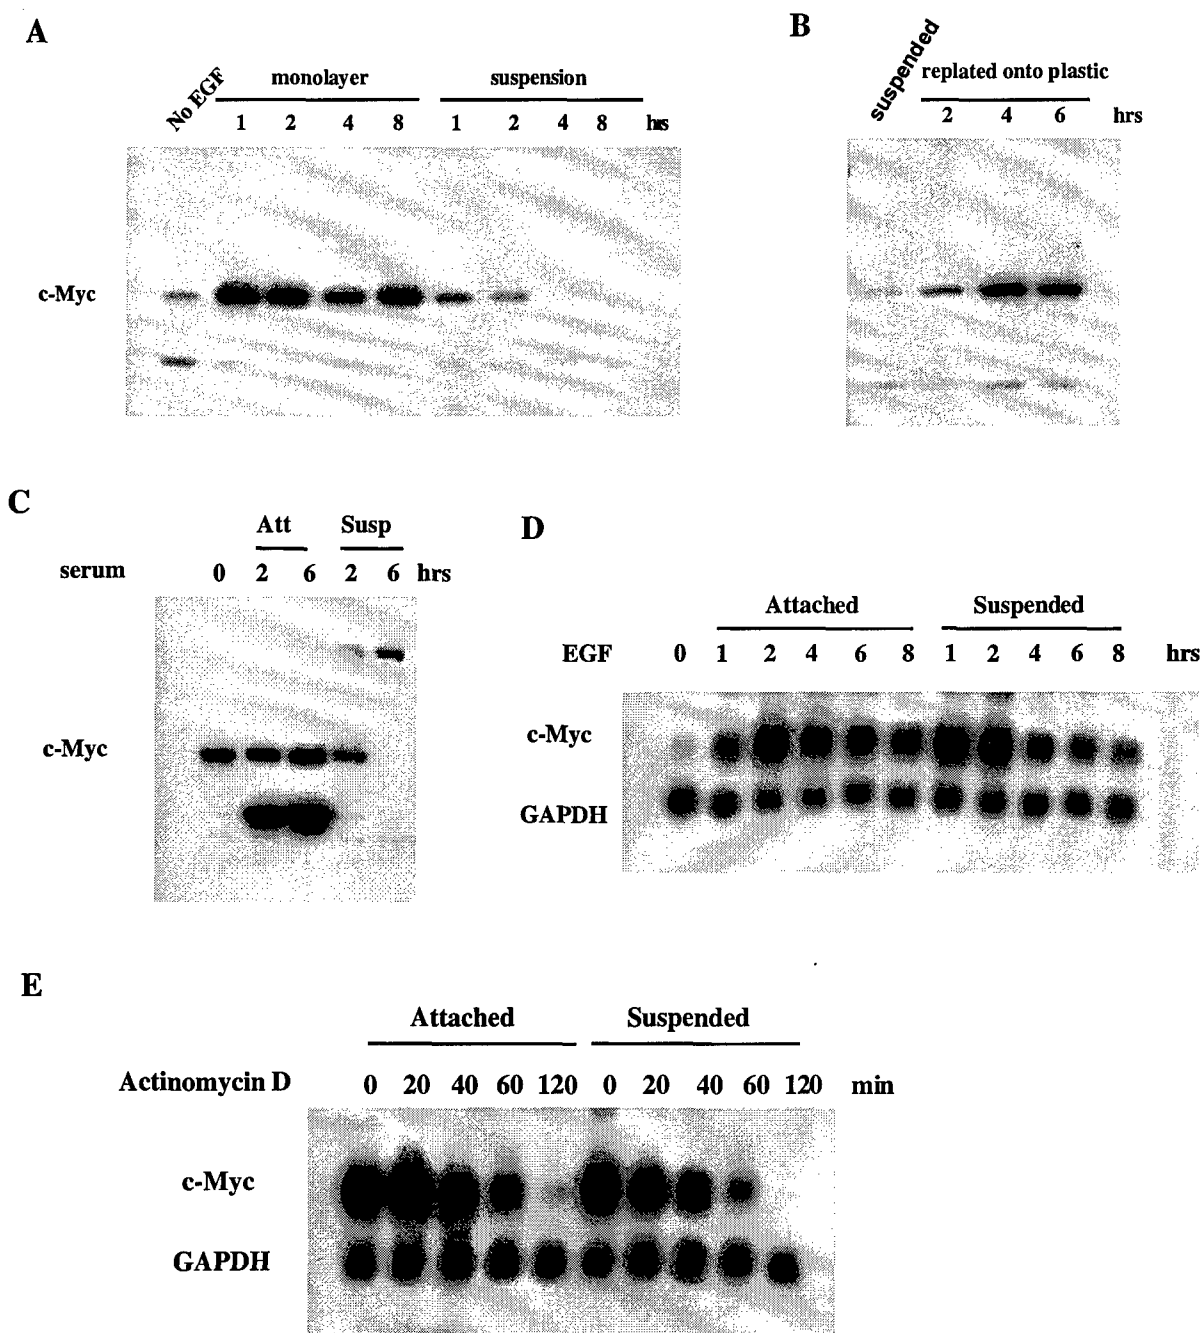 A
No EGF
monolayer
suspension
1 2 4 8 1 2 4 8 hrs
c-Myc
B
suspended
replated onto plastic
2 4 6 hrs
C
Att Susp
serum 0 2 6 2 6 hrs
c-Myc
D
Attached Suspended
EGF 0 1 2 4 6 8 1 2 4 6 8 hrs
c-Myc
GAPDH
E
Attached Suspended
Actinomycin D 0 20 40 60 120 0 20 40 60 120 min
c-Myc
GAPDH